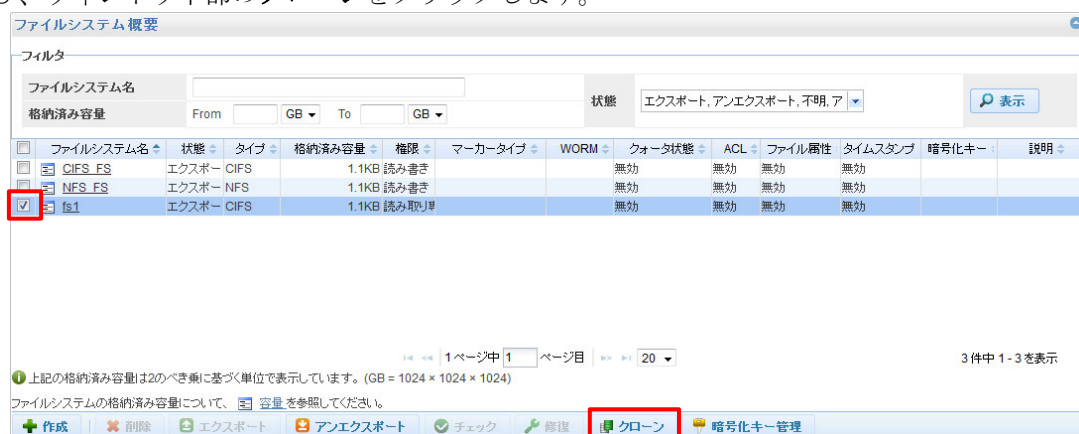 ファイルシステム概要
フィルタ
ファイルシステム名
格納済み容量 From GB To GB
状態 エクスポート, アンエクスポート, 不明, ア
表示
ファイルシステム名 状態 タイプ 格納済み容量 権限 マーカータイプ WORM クォータ状態 ACL ファイル属性 タイムスタンプ 暗号化キー 説明
CIFS_FS エクスポー CIFS 1.1KB 読み書き 無効 無効 無効 無効
NFS_FS エクスポー NFS 1.1KB 読み書き 無効 無効 無効 無効
fs1 エクスポー CIFS 1.1KB 読み取り専 無効 無効 無効 無効
1ページ中 1 ページ目 20 3 件中 1 - 3 を表示
上記の格納済み容量は2のべき乗に基づく単位で表示しています。(GB = 1024 × 1024 × 1024)
ファイルシステムの格納済み容量について、 容量 を参照してください。
作成 削除 エクスポート アンエクスポート チェック 修復 クローン 暗号化キー管理